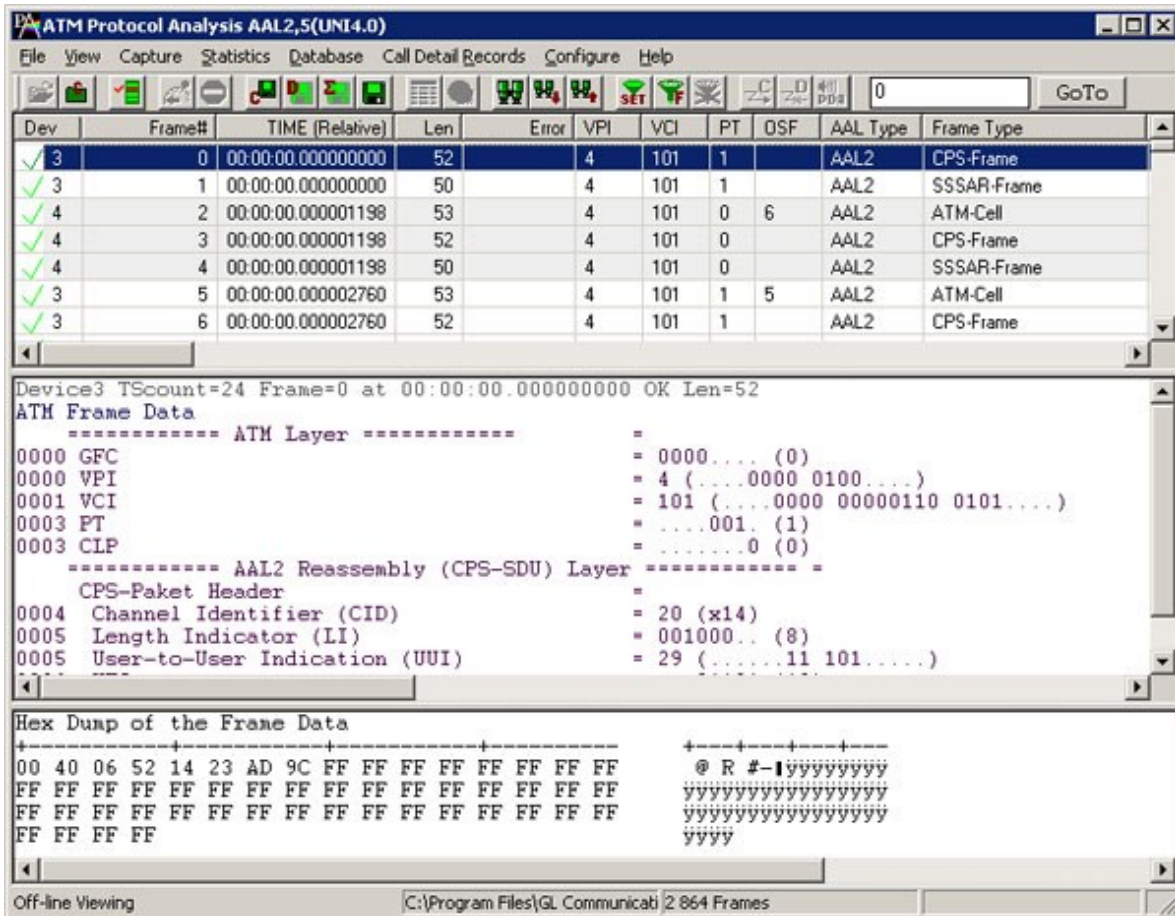 ATM Protocol Analysis AAL2,5(UNI4.0)
File View Capture Statistics Database Call Detail Records Configure Help
0 GoTo
Dev Frame# TIME (Relative) Len Error VPI VCI PT OSF AAL Type Frame Type
3 0 00:00:00.000000000 52 4 101 1 AAL2 CPS-Frame
3 1 00:00:00.000000000 50 4 101 1 AAL2 SSSAR-Frame
4 2 00:00:00.000001198 53 4 101 0 6 AAL2 ATM-Cell
4 3 00:00:00.000001198 52 4 101 0 AAL2 CPS-Frame
4 4 00:00:00.000001198 50 4 101 0 AAL2 SSSAR-Frame
3 5 00:00:00.000002760 53 4 101 1 5 AAL2 ATM-Cell
3 6 00:00:00.000002760 52 4 101 1 AAL2 CPS-Frame
Device3 TScount=24 Frame=0 at 00:00:00.000000000 OK Len=52
ATM Frame Data
============ ATM Layer ============ =
0000 GFC = 0000.... (0)
0000 VPI = 4 (....0000 0100....)
0001 VCI = 101 (....0000 00000110 0101....)
0003 PT = ....001. (1)
0003 CLP = .......0 (0)
============ AAL2 Reassembly (CPS-SDU) Layer ============ =
CPS-Paket Header =
0004 Channel Identifier (CID) = 20 (x14)
0005 Length Indicator (LI) = 001000.. (8)
0005 User-to-User Indication (UUI) = 29 (......11 101.....)
Hex Dump of the Frame Data
+---------+---------+---------+--------- +---+---+---+---
00 40 06 52 14 23 AD 9C FF FF FF FF FF FF FF FF @ R #-ÿÿÿÿÿÿÿÿ
FF FF FF FF FF FF FF FF FF FF FF FF FF FF FF FF ÿÿÿÿÿÿÿÿÿÿÿÿÿÿÿÿ
FF FF FF FF FF FF FF FF FF FF FF FF FF FF FF FF ÿÿÿÿÿÿÿÿÿÿÿÿÿÿÿÿ
FF FF FF FF ÿÿÿÿ
Off-line Viewing C:\Program Files\GL Communicati 2 864 Frames